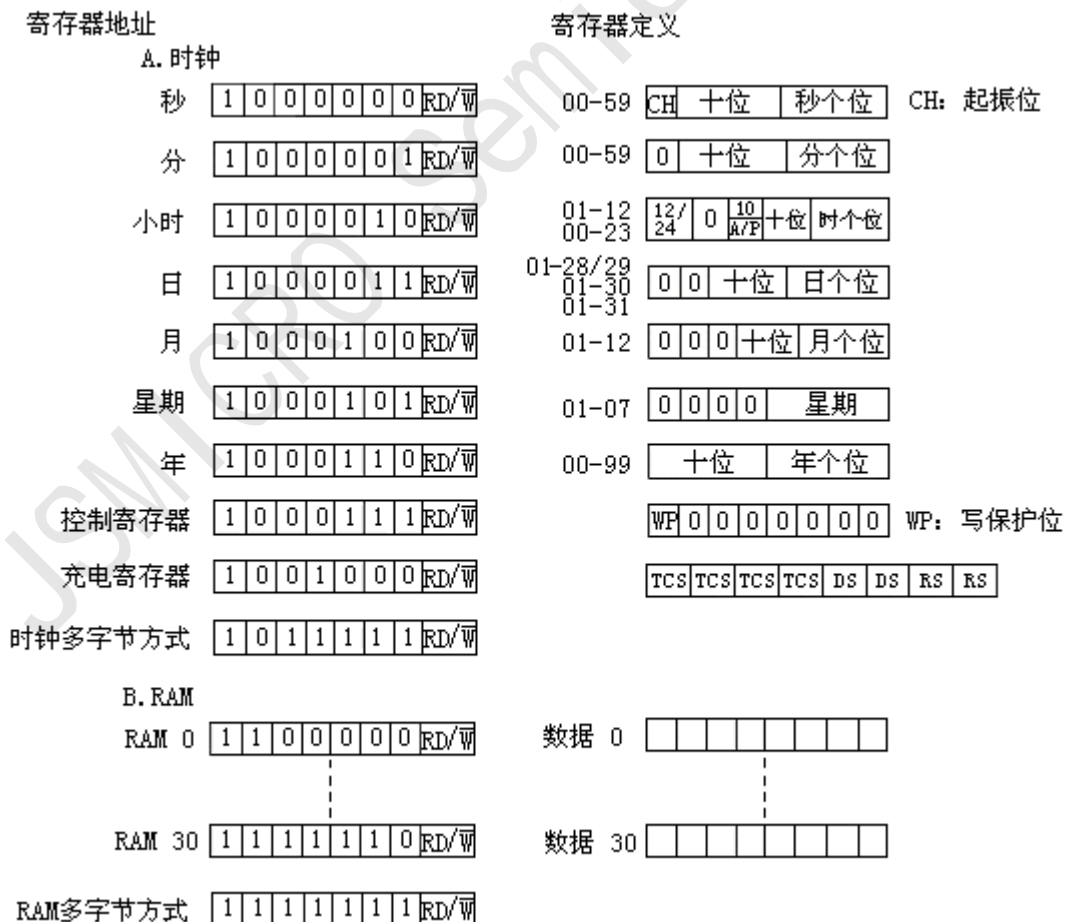 寄存器地址 寄存器定义
A.时钟
秒 1 0 0 0 0 0 0 RD/W̅ 00-59 CH 十位 秒个位 CH: 起振位
分 1 0 0 0 0 0 1 RD/W̅ 00-59 0 十位 分个位
小时 1 0 0 0 0 1 0 RD/W̅ 01-12 00-23 12/24 0 10 A/P 十位 时个位
日 1 0 0 0 0 1 1 RD/W̅ 01-28/29 01-30 01-31 0 0 十位 日个位
月 1 0 0 0 1 0 0 RD/W̅ 01-12 0 0 0 十位 月个位
星期 1 0 0 0 1 0 1 RD/W̅ 01-07 0 0 0 0 星期
年 1 0 0 0 1 1 0 RD/W̅ 00-99 十位 年个位
控制寄存器 1 0 0 0 1 1 1 RD/W̅ WP 0 0 0 0 0 0 0 WP: 写保护位
充电寄存器 1 0 0 1 0 0 0 RD/W̅ TCS TCS TCS TCS DS DS RS RS
时钟多字节方式 1 0 1 1 1 1 1 RD/W̅
B.RAM
RAM 0 1 1 0 0 0 0 0 RD/W̅ 数据 0
RAM 30 1 1 1 1 1 1 0 RD/W̅ 数据 30
RAM多字节方式 1 1 1 1 1 1 1 RD/W̅
JSMICRO Semic